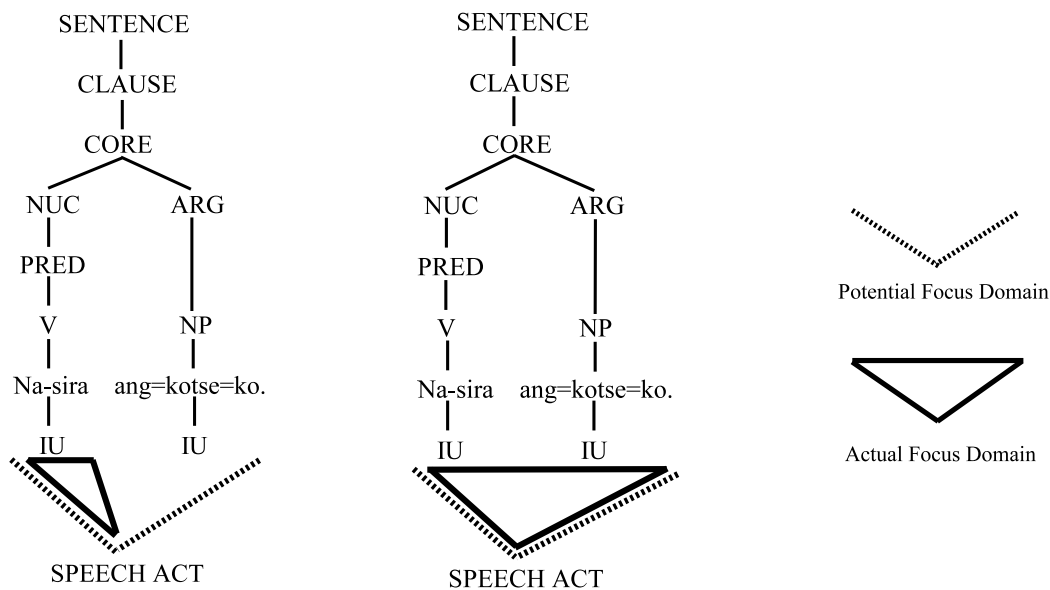 SENTENCE
CLAUSE
CORE
NUC ARG
PRED
V NP
Na-sira ang=kotse=ko.
IU IU
SPEECH ACT
SENTENCE
CLAUSE
CORE
NUC ARG
PRED
V NP
Na-sira ang=kotse=ko.
IU IU
SPEECH ACT
Potential Focus Domain
Actual Focus Domain